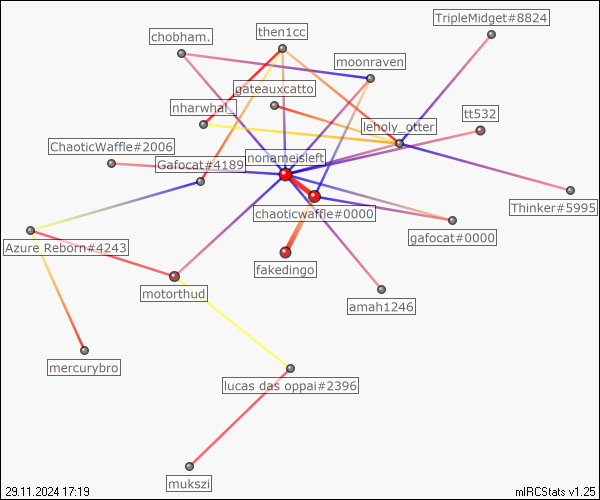 TripleMidget#8824
then1cc
chobham.
moonraven
gateauxcatto
nharwhal_
tt532
leholy_otter
ChaoticWaffle#2006
nonameisleft
Gafocat#4189
Thinker#5995
chaoticwaffle#0000
gafocat#0000
Azure Reborn#4243
fakedingo
motorthud_
amah1246
mercurybro
lucas das oppai#2396
mukszi
29.11.2024 17:19
mIRCStats v1.25